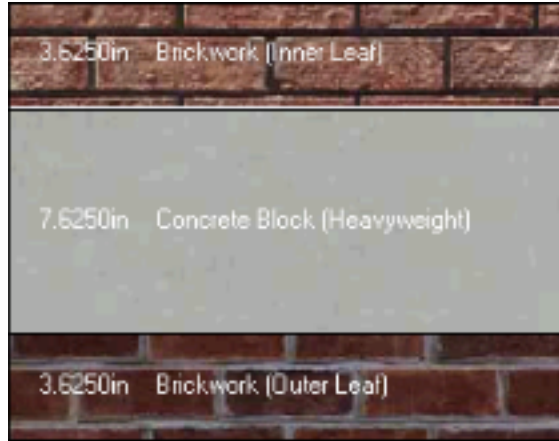 3.6250in Brickwork (Inner Leaf)
7.6250in Concrete Block (Heavyweight)
3.6250in Brickwork (Outer Leaf)